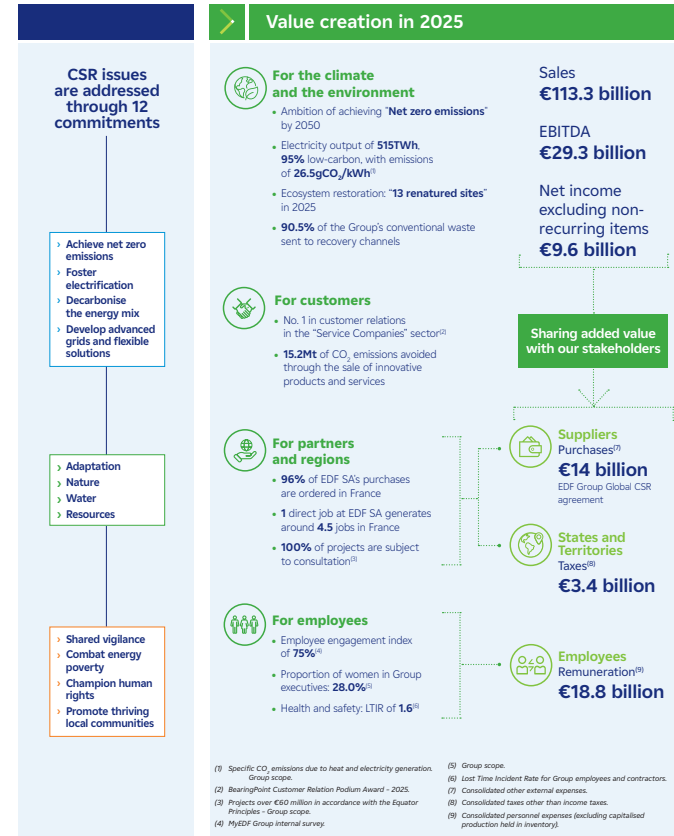 Value creation in 2025
CSR issues
are addressed
through 12
commitments
› Achieve net zero
emissions
› Foster
electrification
› Decarbonise
the energy mix
› Develop advanced
grids and flexible
solutions
› Adaptation
› Nature
› Water
› Resources
› Shared vigilance
› Combat energy
poverty
› Champion human
rights
› Promote thriving
local communities
For the climate
and the environment
• Ambition of achieving "Net zero emissions"
by 2050
• Electricity output of 515TWh,
95% low-carbon, with emissions
of 26.5gCO2/kWh(1)
• Ecosystem restoration: "13 renatured sites"
in 2025
• 90.5% of the Group's conventional waste
sent to recovery channels
For customers
• No. 1 in customer relations
in the "Service Companies" sector(2)
• 15.2Mt of CO2 emissions avoided
through the sale of innovative
products and services
For partners
and regions
• 96% of EDF SA's purchases
are ordered in France
• 1 direct job at EDF SA generates
around 4.5 jobs in France
• 100% of projects are subject
to consultation(3)
For employees
• Employee engagement index
of 75%(4)
• Proportion of women in Group
executives: 28.0%(5)
• Health and safety: LTIR of 1.6(6)
Sales
€113.3 billion
EBITDA
€29.3 billion
Net income
excluding non-
recurring items
€9.6 billion
Sharing added value
with our stakeholders
Suppliers
Purchases(7)
€14 billion
EDF Group Global CSR
agreement
States and
Territories
Taxes(8)
€3.4 billion
Employees
Remuneration(9)
€18.8 billion
(1) Specific CO2 emissions due to heat and electricity generation.
Group scope.
(2) BearingPoint Customer Relation Podium Award - 2025.
(3) Projects over €60 million in accordance with the Equator
Principles - Group scope.
(4) MyEDF Group internal survey.
(5) Group scope.
(6) Lost Time Incident Rate for Group employees and contractors.
(7) Consolidated other external expenses.
(8) Consolidated taxes other than income taxes.
(9) Consolidated personnel expenses (excluding capitalised
production held in inventory).